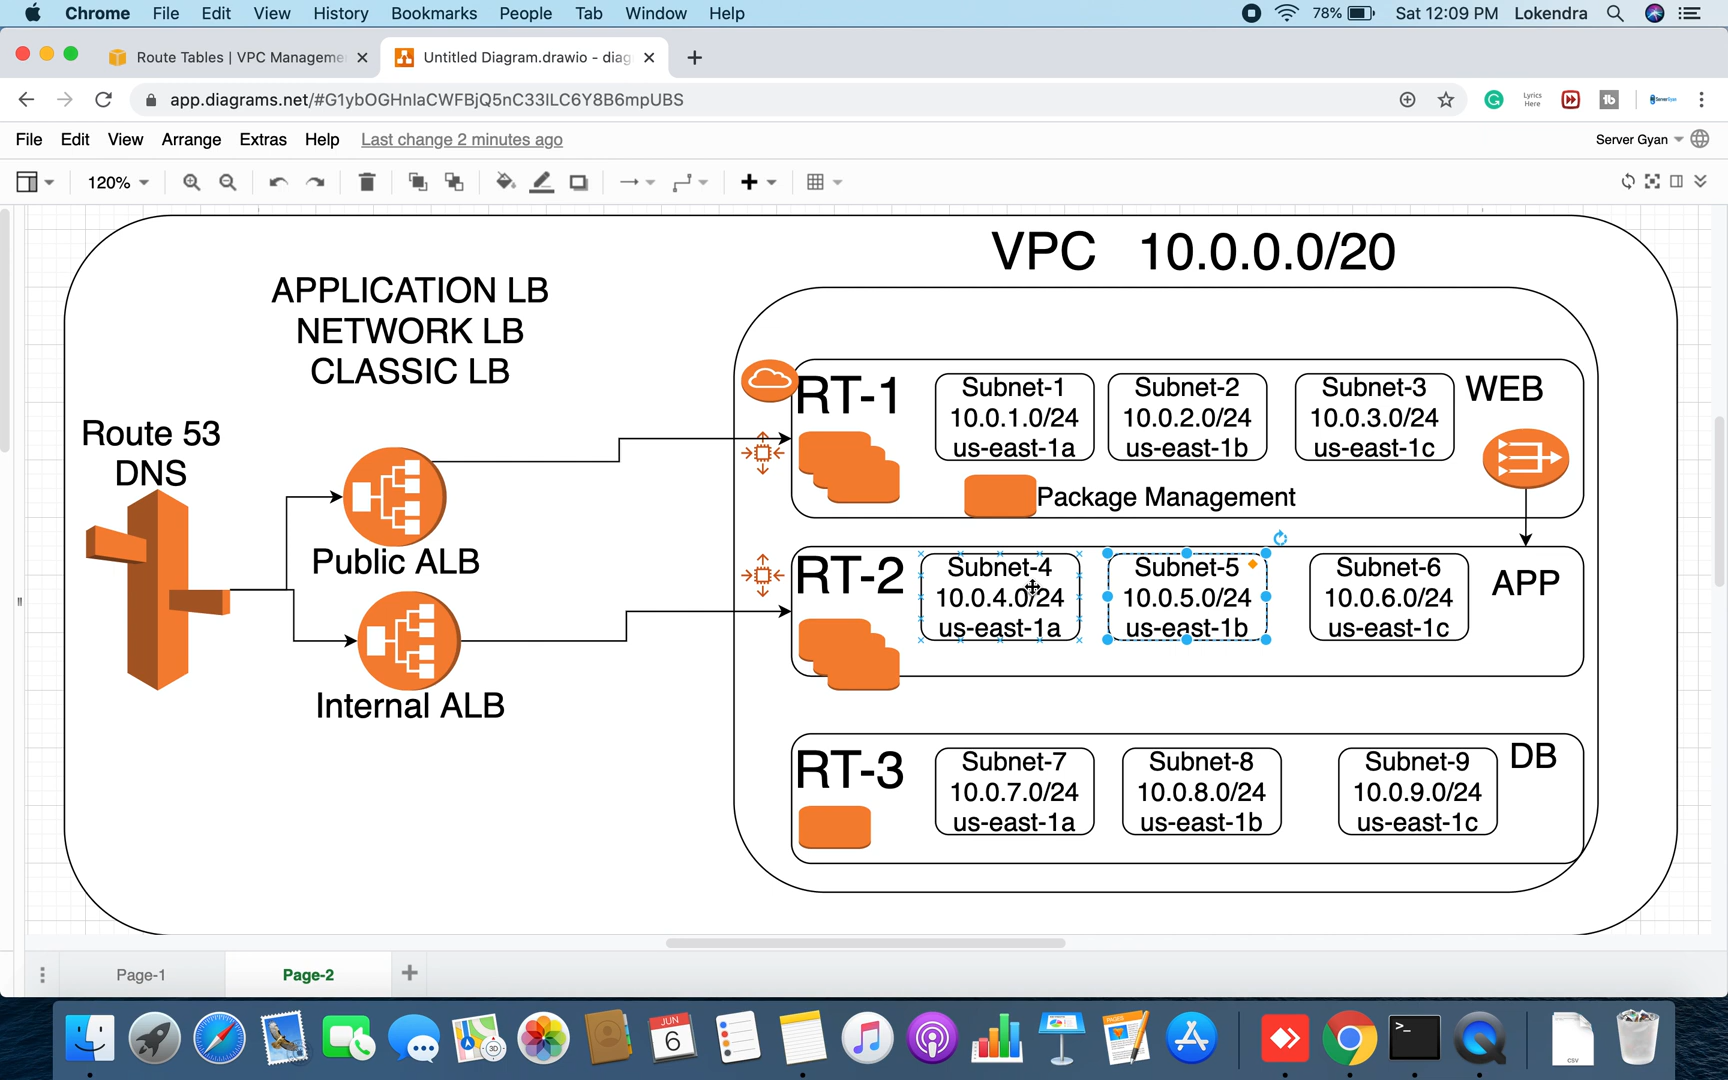 Chrome File Edit View History Bookmarks People Tab Window Help 78% Sat 12:09 PM Lokendra
Route Tables | VPC Manageme
Untitled Diagram.drawio - diag
app.diagrams.net/#G1ybOGHnIaCWFBjQ5nC33ILC6Y8B6mpUBS
Lyrics
Here
tb
File Edit View Arrange Extras Help Last change 2 minutes ago
Server Gyan
120%
VPC 10.0.0.0/20
APPLICATION LB
NETWORK LB
CLASSIC LB
Route 53
DNS
Public ALB
Internal ALB
RT-1
Subnet-1
10.0.1.0/24
us-east-1a
Subnet-2
10.0.2.0/24
us-east-1b
Subnet-3
10.0.3.0/24
us-east-1c
WEB
Package Management
RT-2
Subnet-4
10.0.4.0/24
us-east-1a
Subnet-5
10.0.5.0/24
us-east-1b
Subnet-6
10.0.6.0/24
us-east-1c
APP
RT-3
Subnet-7
10.0.7.0/24
us-east-1a
Subnet-8
10.0.8.0/24
us-east-1b
Subnet-9
10.0.9.0/24
us-east-1c
DB
Page-1
Page-2
JUN
6
PAGES
CSV